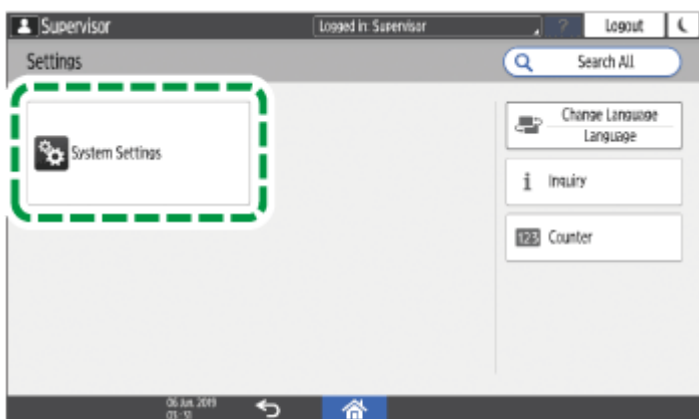 Supervisor
Logged in: Supervisor
?
Logout
Settings
Search All
System Settings
Change Language
Language
i
Inquiry
123
Counter
06 Jun. 2019